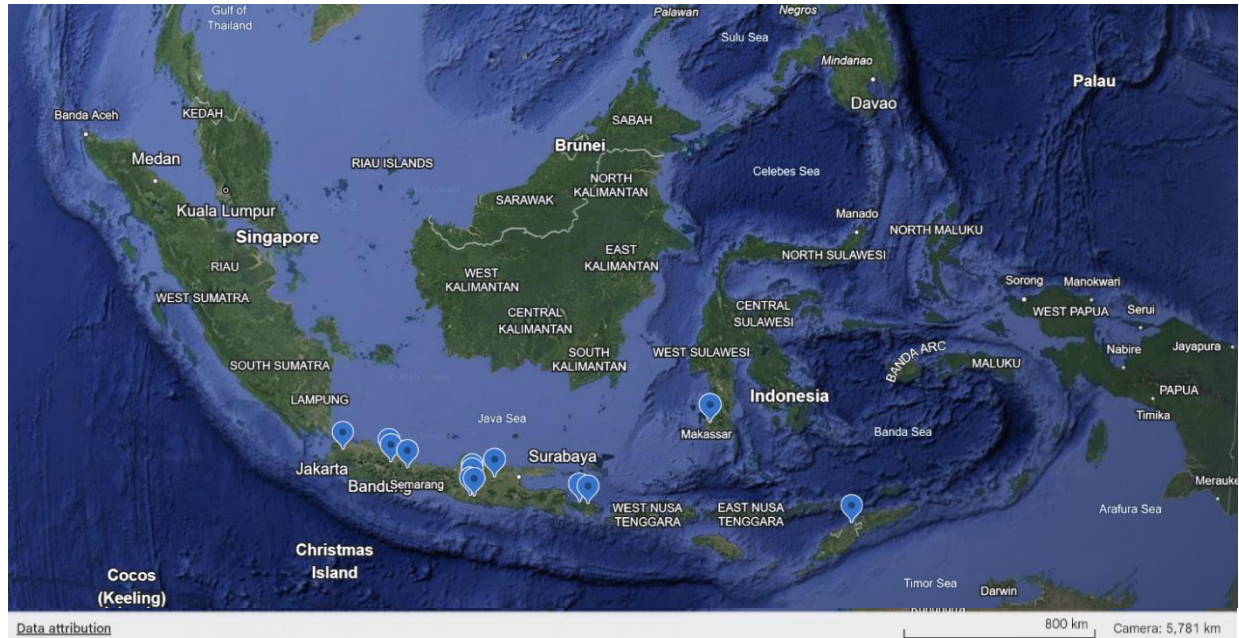 Gulf of
Thailand
Palawan
Negros
Sulu Sea
Mindanao
Palau
Davao
Banda Aceh
KEDAH
SABAH
Medan
Brunei
RIAU ISLANDS
NORTH
KALIMANTAN
Celebes Sea
SARAWAK
Kuala Lumpur
Manado
Singapore
NORTH MALUKU
EAST
KALIMANTAN
NORTH SULAWESI
RIAU
WEST
KALIMANTAN
Sorong
Manokwari
WEST SUMATRA
CENTRAL
SULAWESI
WEST PAPUA
Serui
CENTRAL
KALIMANTAN
Jayapura
SOUTH
KALIMANTAN
WEST SULAWESI
BANDA ARC
Nabire
SOUTH SUMATRA
MALUKU
PAPUA
LAMPUNG
Indonesia
Timika
Java Sea
Makassar
Banda Sea
Surabaya
Jakarta
Bandung
Semarang
Merauke
WEST NUSA
TENGGARA
EAST NUSA
TENGGARA
Arafura Sea
Christmas
Island
Cocos
(Keeling)
Timor Sea
Darwin
Data attribution
800 km
Camera: 5,781 km